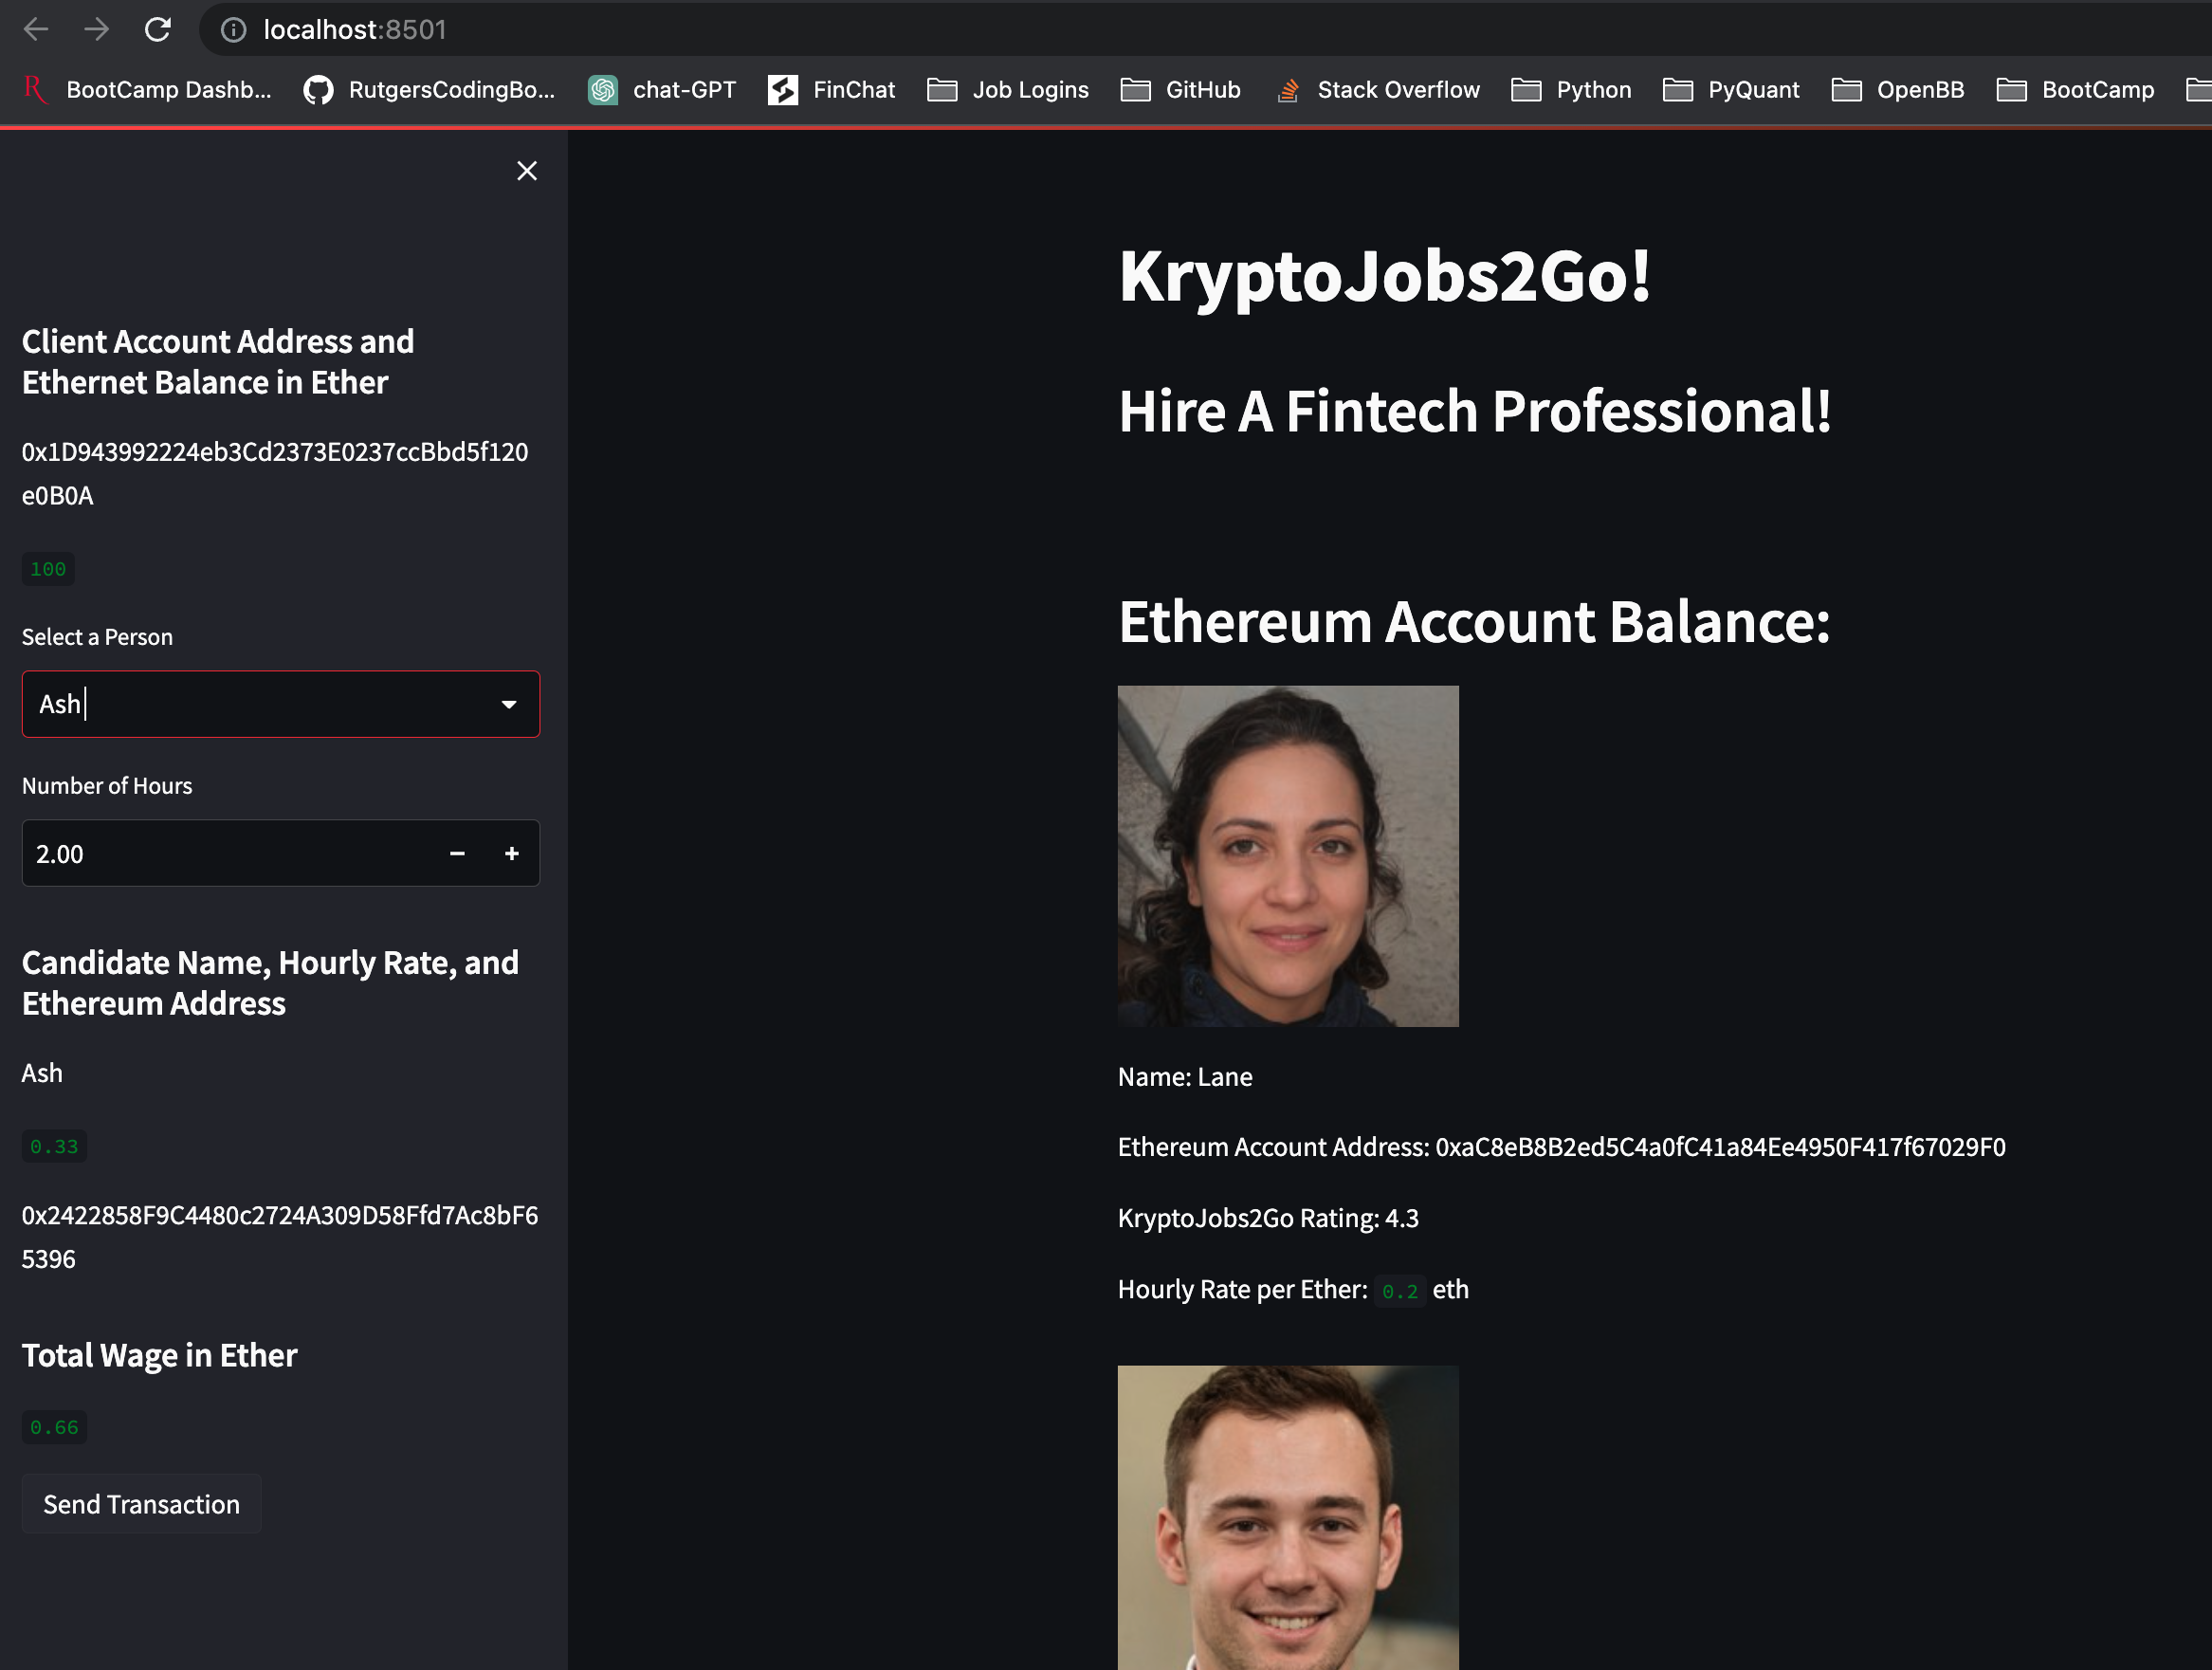 localhost:8501
BootCamp Dashb...
RutgersCodingBo...
chat-GPT
FinChat
Job Logins
GitHub
Stack Overflow
Python
PyQuant
OpenBB
BootCamp
Client Account Address and
Ethernet Balance in Ether
0x1D943992224eb3Cd2373E0237ccBbd5f120
e0B0A
100
Select a Person
Ash
Number of Hours
2.00
Candidate Name, Hourly Rate, and
Ethereum Address
Ash
0.33
0x2422858F9C4480c2724A309D58Ffd7Ac8bF6
5396
Total Wage in Ether
0.66
Send Transaction
KryptoJobs2Go!
Hire A Fintech Professional!
Ethereum Account Balance:
Name: Lane
Ethereum Account Address: 0xaC8eB8B2ed5C4a0fC41a84Ee4950F417f67029F0
KryptoJobs2Go Rating: 4.3
Hourly Rate per Ether: 0.2 eth